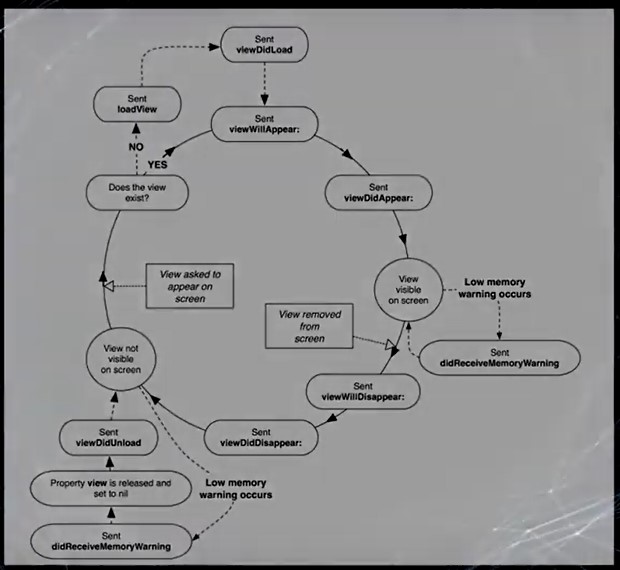 Sent
viewDidLoad
Sent
loadView
Sent
viewWillAppear:
NO
YES
Does the view
exist?
Sent
viewDidAppear:
View asked to
appear on
screen
View
visible
on screen
Low memory
warning occurs
View removed
from
screen
Sent
didReceiveMemoryWarning
View not
visible
on screen
Sent
viewWillDisappear:
Sent
viewDidDisappear:
Sent
viewDidUnload
Low memory
warning occurs
Property view is released and
set to nil
Sent
didReceiveMemoryWarning